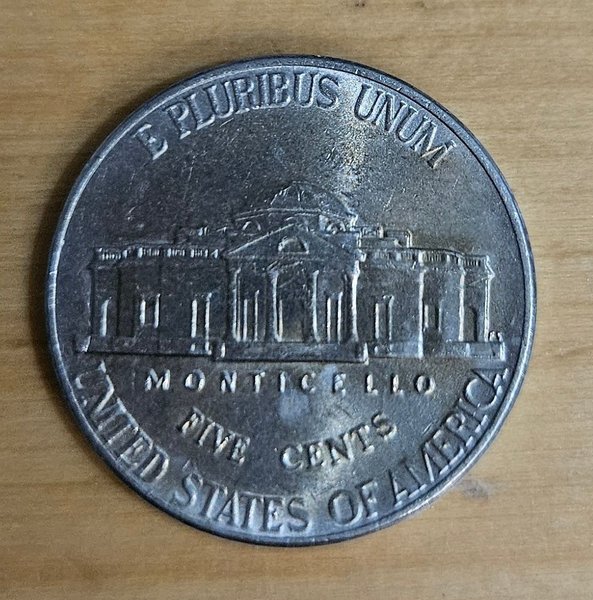 E PLURIBUS UNUM
MONTICELLO
FIVE CENTS
UNITED STATES OF AMERICA